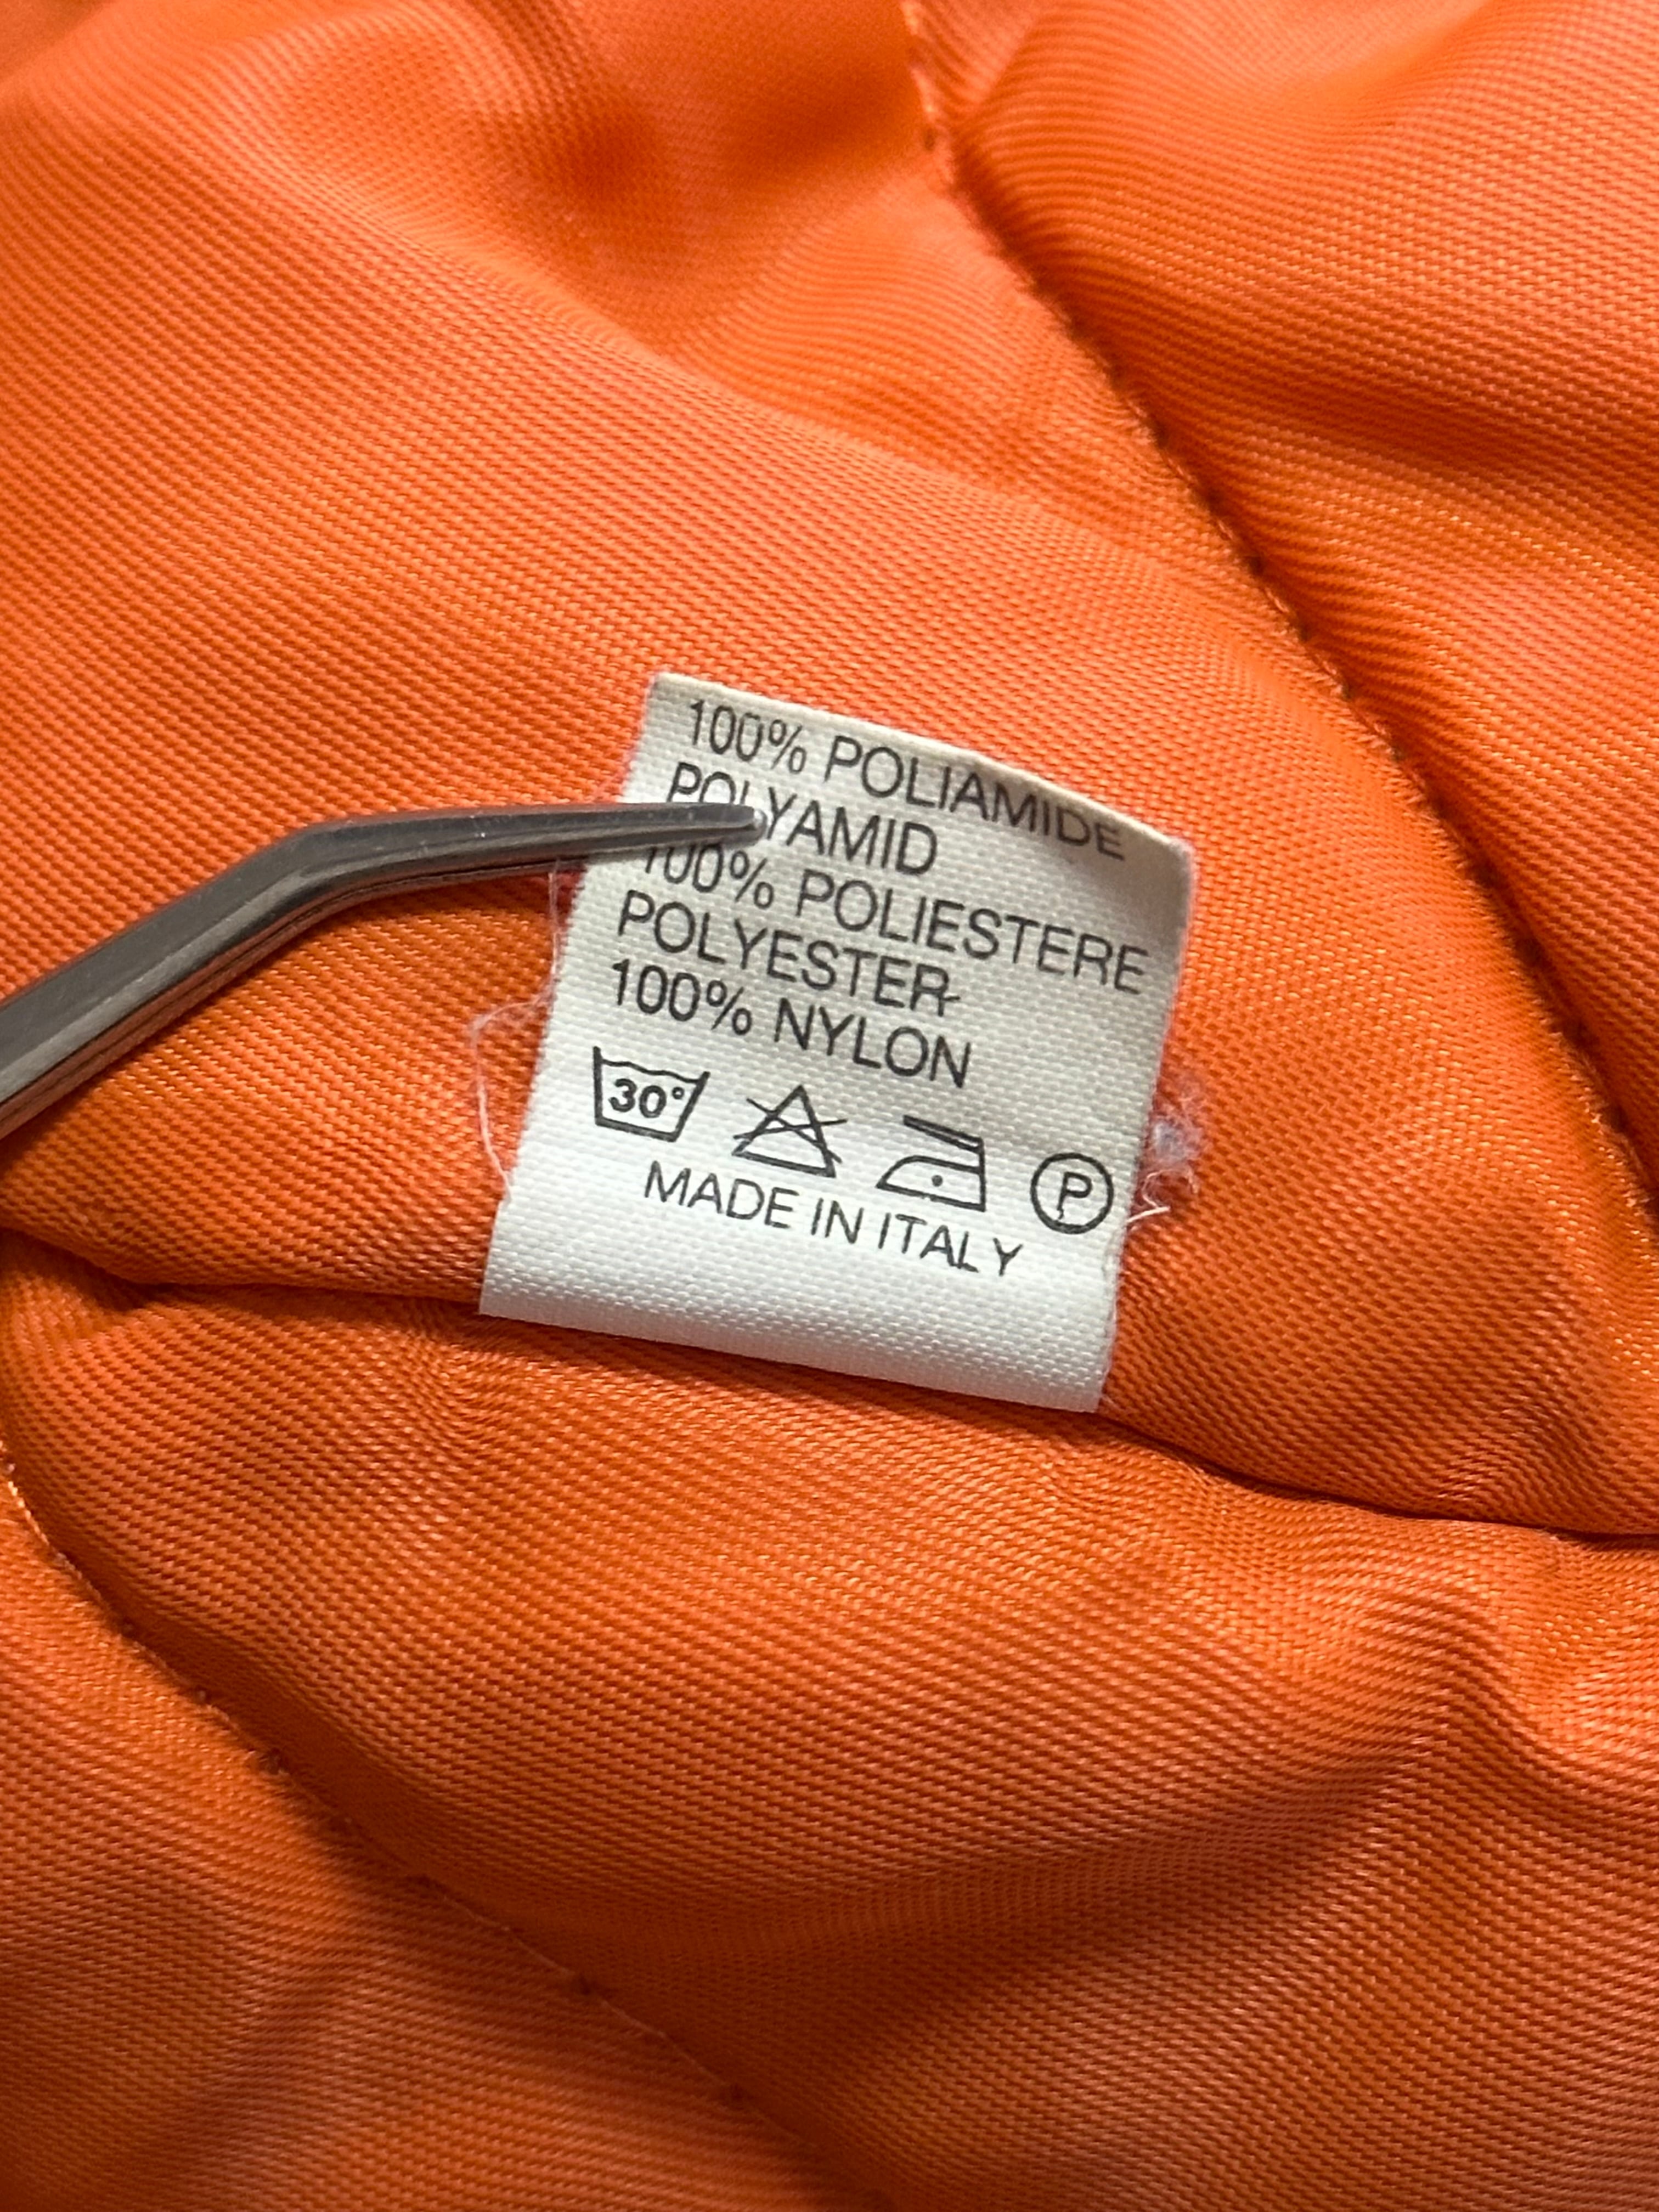 100% POLIAMIDE
POLYAMID
100% POLIESTERE
POLYESTER-
100% NYLON
30° P
MADE IN ITALY